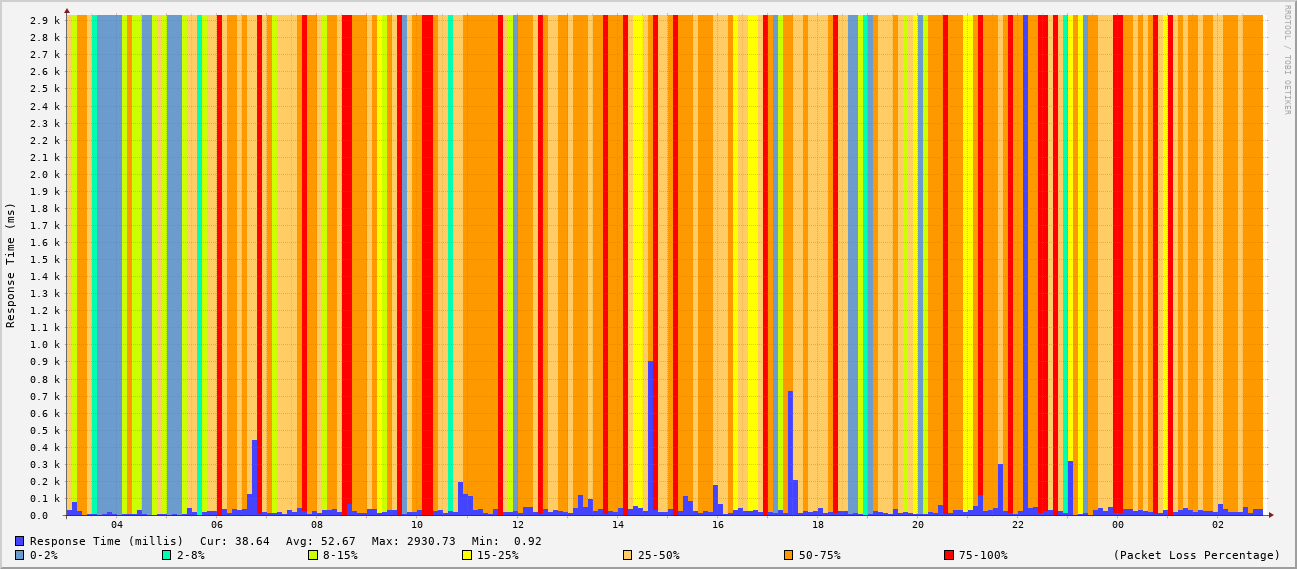 RRDTOOL / TOBI OETIKER
Response Time (ms)
2.9 k
2.8 k
2.7 k
2.6 k
2.5 k
2.4 k
2.3 k
2.2 k
2.1 k
2.0 k
1.9 k
1.8 k
1.7 k
1.6 k
1.5 k
1.4 k
1.3 k
1.2 k
1.1 k
1.0 k
0.9 k
0.8 k
0.7 k
0.6 k
0.5 k
0.4 k
0.3 k
0.2 k
0.1 k
0.0
04 06 08 10 12 14 16 18 20 22 00 02
Response Time (millis) Cur: 38.64 Avg: 52.67 Max: 2930.73 Min: 0.92
0-2% 2-8% 8-15% 15-25% 25-50% 50-75% 75-100% (Packet Loss Percentage)